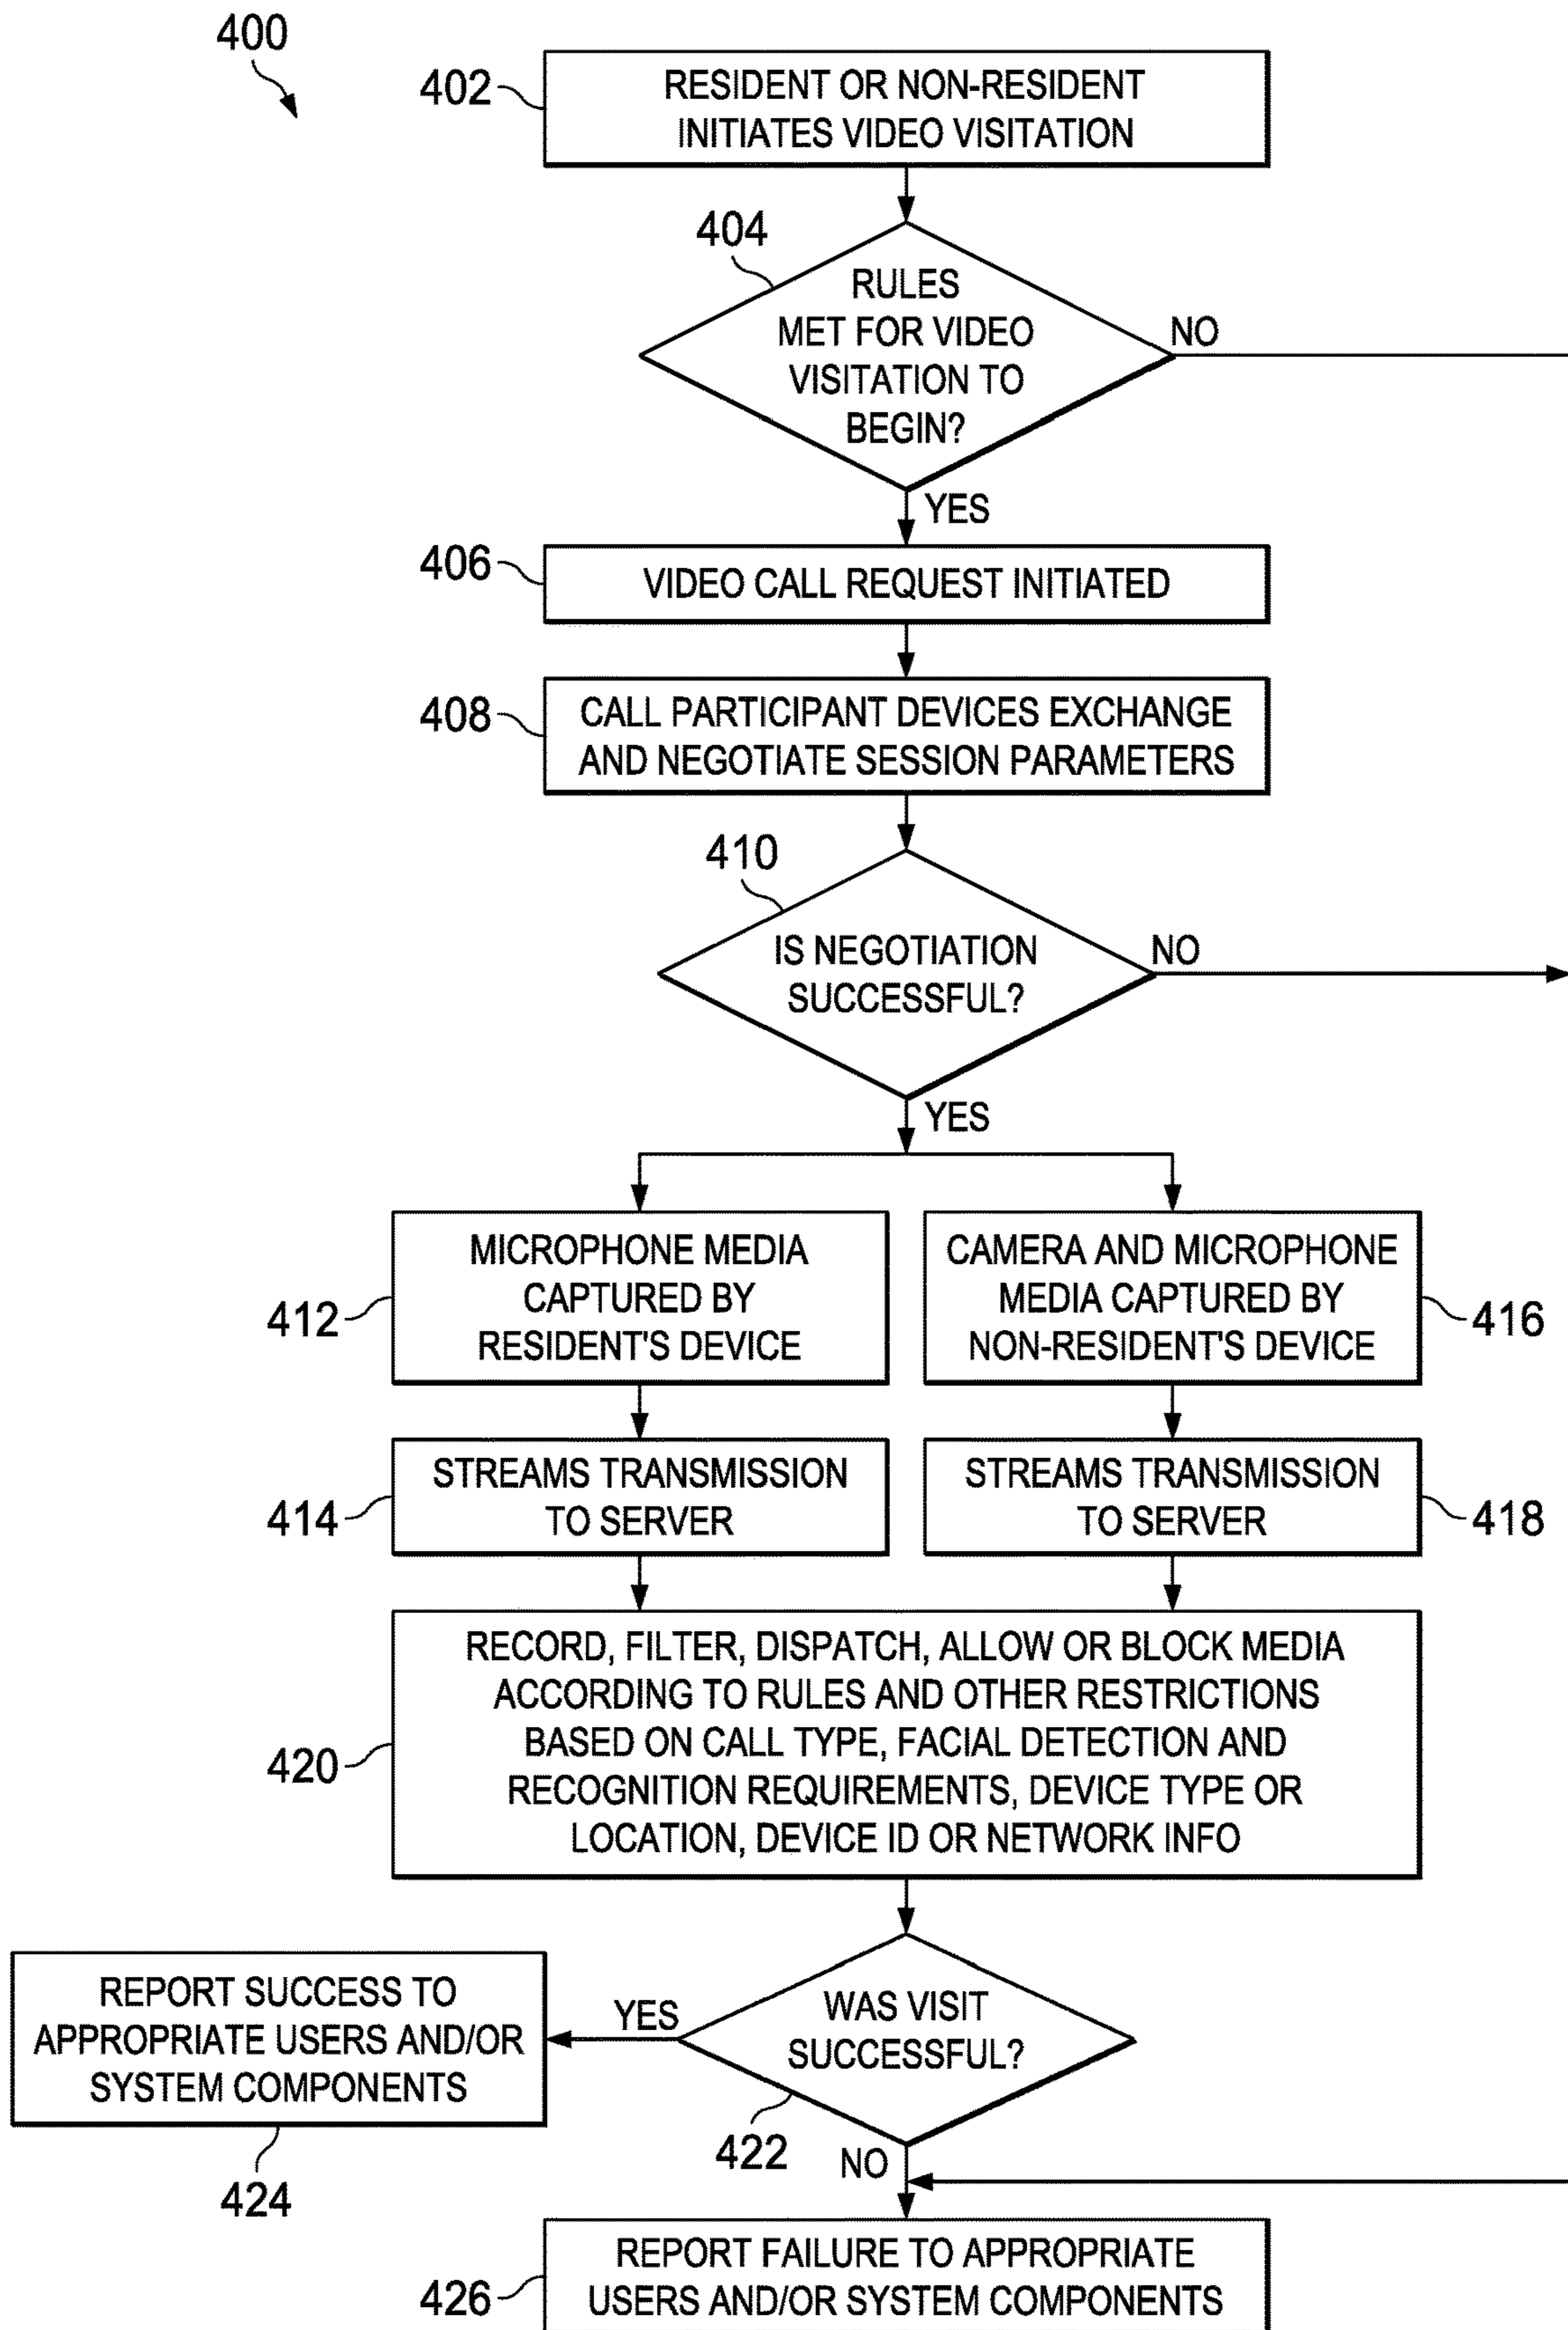 400
402
RESIDENT OR NON-RESIDENT
INITIATES VIDEO VISITATION
404
RULES
MET FOR VIDEO
VISITATION TO
BEGIN?
NO
YES
406
VIDEO CALL REQUEST INITIATED
408
CALL PARTICIPANT DEVICES EXCHANGE
AND NEGOTIATE SESSION PARAMETERS
410
IS NEGOTIATION
SUCCESSFUL?
NO
YES
412
MICROPHONE MEDIA
CAPTURED BY
RESIDENT'S DEVICE
CAMERA AND MICROPHONE
MEDIA CAPTURED BY
NON-RESIDENT'S DEVICE
416
414
STREAMS TRANSMISSION
TO SERVER
STREAMS TRANSMISSION
TO SERVER
418
420
RECORD, FILTER, DISPATCH, ALLOW OR BLOCK MEDIA
ACCORDING TO RULES AND OTHER RESTRICTIONS
BASED ON CALL TYPE, FACIAL DETECTION AND
RECOGNITION REQUIREMENTS, DEVICE TYPE OR
LOCATION, DEVICE ID OR NETWORK INFO
REPORT SUCCESS TO
APPROPRIATE USERS AND/OR
SYSTEM COMPONENTS
424
YES
WAS VISIT
SUCCESSFUL?
422
NO
426
REPORT FAILURE TO APPROPRIATE
USERS AND/OR SYSTEM COMPONENTS